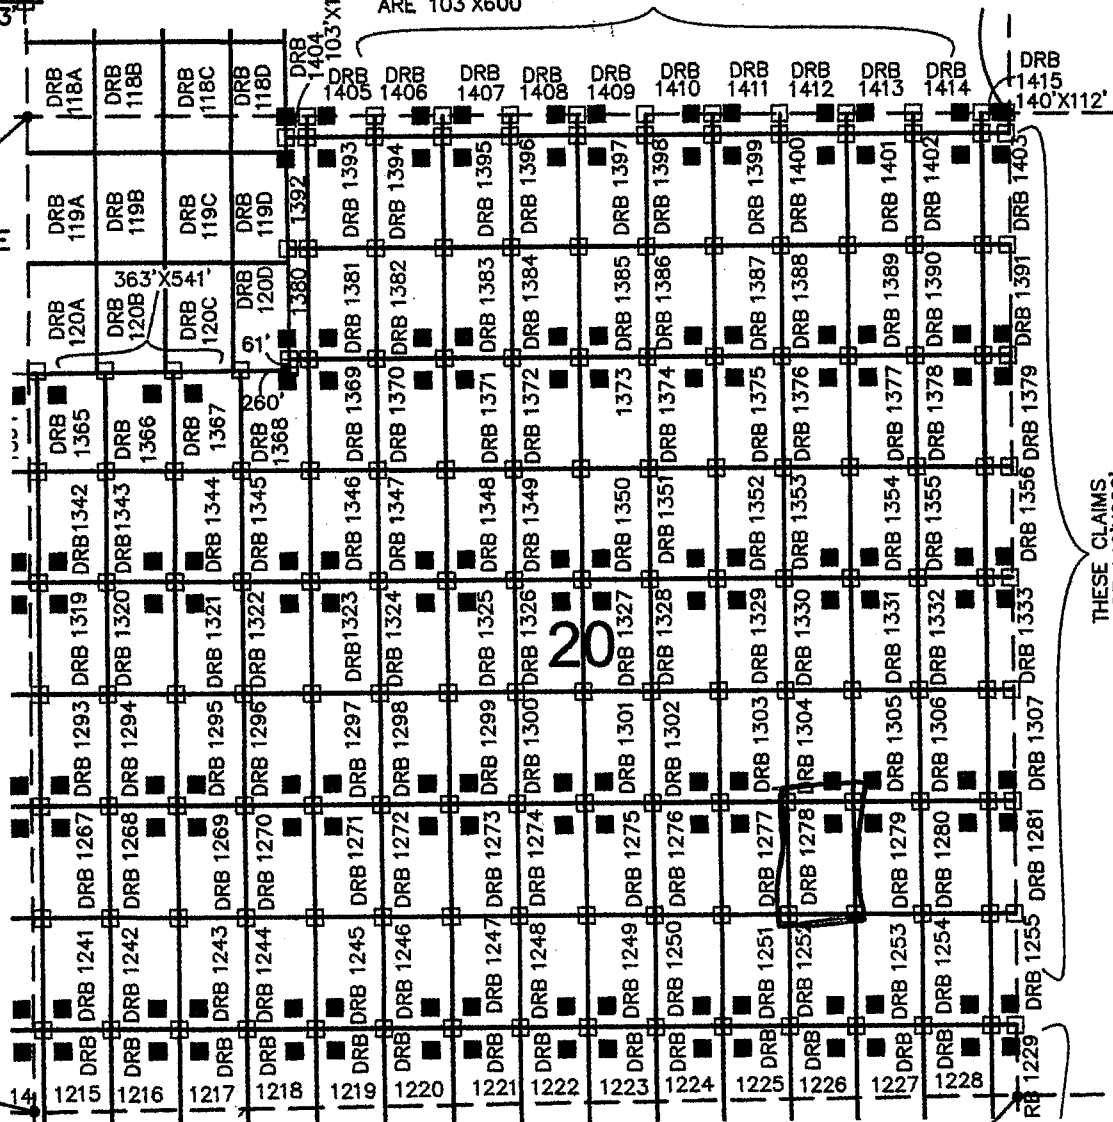 3'
ARE 103'X600
DRB 1404
103'X1
DRB 118A
DRB 118B
DRB 118C
DRB 118D
DRB 1405
DRB 1406
DRB 1407
DRB 1408
DRB 1409
DRB 1410
DRB 1411
DRB 1412
DRB 1413
DRB 1414
DRB 1415
140'X112'
DRB 119A
DRB 119B
DRB 119C
DRB 119D
1392
DRB 1393
DRB 1394
DRB 1395
DRB 1396
DRB 1397
DRB 1398
DRB 1399
DRB 1400
DRB 1401
DRB 1402
DRB 1403
363'X541'
DRB 120A
DRB 120B
DRB 120C
DRB 120D
1380
DRB 1381
DRB 1382
DRB 1383
DRB 1384
DRB 1385
DRB 1386
DRB 1387
DRB 1388
DRB 1389
DRB 1390
DRB 1391
61'
260'
DRB 1365
DRB 1366
DRB 1367
DRB 1368
DRB 1369
DRB 1370
DRB 1371
DRB 1372
1373
DRB 1374
DRB 1375
DRB 1376
DRB 1377
DRB 1378
DRB 1379
DRB1342
DRB1343
DRB 1344
DRB 1345
DRB 1346
DRB 1347
DRB 1348
DRB 1349
DRB 1350
DRB 1351
DRB 1352
DRB 1353
DRB 1354
DRB 1355
DRB 1356
THESE CLAIMS
DRB 1319
DRB 1320
DRB 1321
DRB 1322
DRB1323
DRB 1324
DRB 1325
DRB 1326
DRB 1327
DRB 1328
DRB 1329
DRB 1330
DRB 1331
DRB 1332
DRB 1333
20
DRB 1293
DRB 1294
DRB 1295
DRB 1296
DRB 1297
DRB 1298
DRB 1299
DRB 1300
DRB 1301
DRB 1302
DRB 1303
DRB 1304
DRB 1305
DRB 1306
DRB 1307
DRB 1267
DRB 1268
DRB 1269
DRB 1270
DRB 1271
DRB 1272
DRB 1273
DRB 1274
DRB 1275
DRB 1276
DRB 1277
DRB 1278
DRB 1279
DRB 1280
DRB 1281
DRB 1241
DRB 1242
DRB 1243
DRB 1244
DRB 1245
DRB 1246
DRB 1247
DRB 1248
DRB 1249
DRB 1250
DRB 1251
DRB 1252
DRB 1253
DRB 1254
DRB 1255
14
DRB 1215
DRB 1216
DRB 1217
DRB 1218
DRB 1219
DRB 1220
DRB 1221
DRB 1222
DRB 1223
DRB 1224
DRB 1225
DRB 1226
DRB 1227
DRB 1228
RB 1229